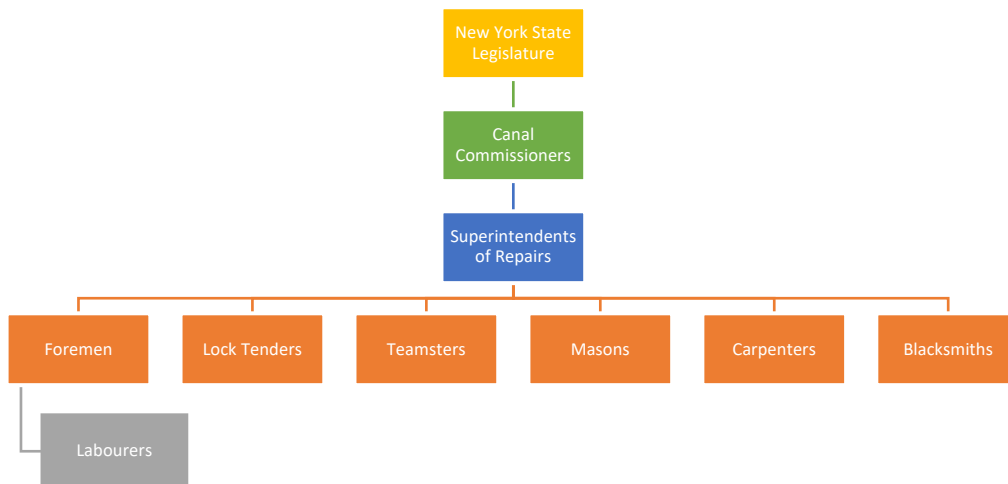 New York State
Legislature
Canal
Commissioners
Superintendents
of Repairs
Foremen
Lock Tenders
Teamsters
Masons
Carpenters
Blacksmiths
Labourers